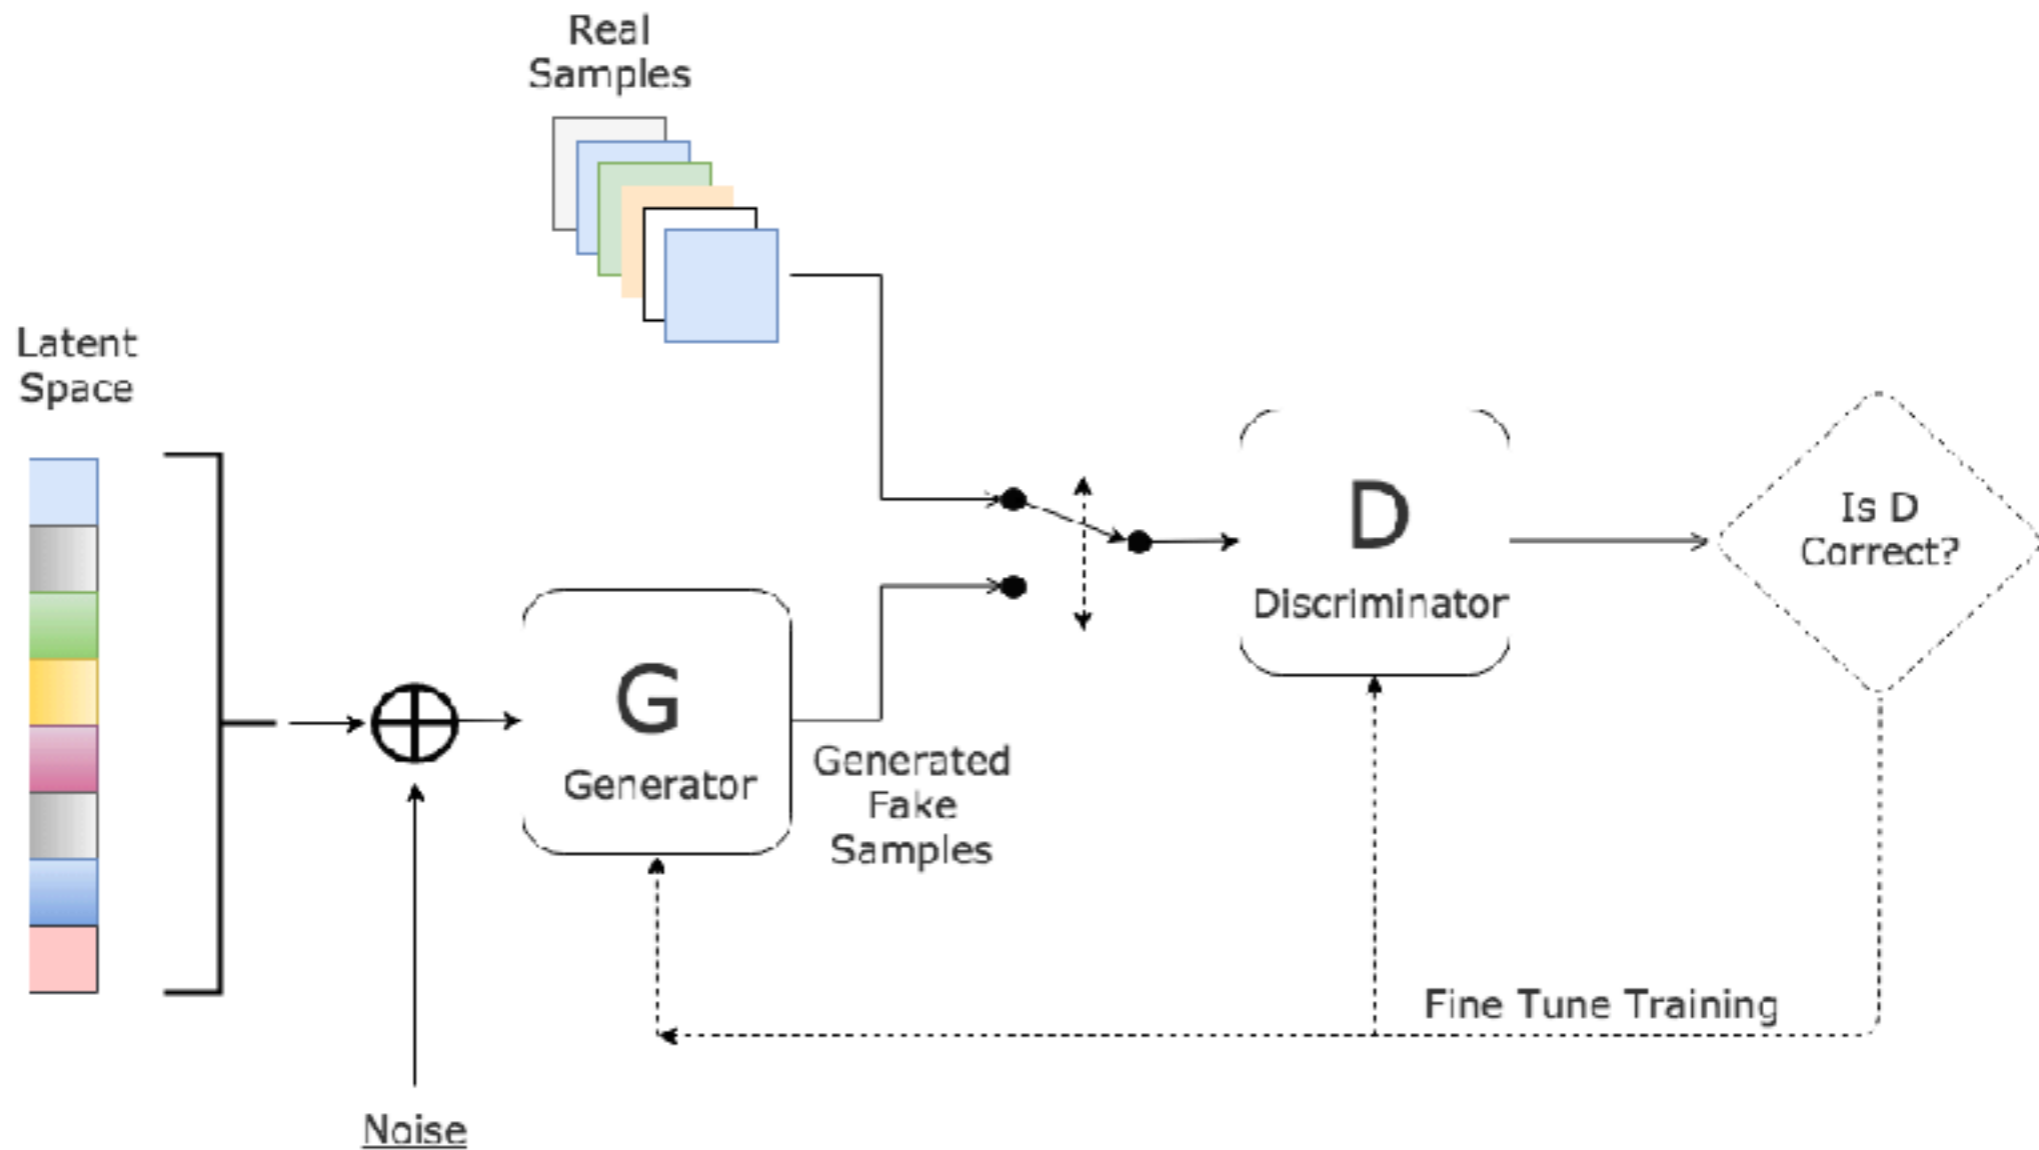 Real
Samples
Latent
Space
Is D
Correct?
D
Discriminator
G
Generator
Generated
Fake
Samples
Fine Tune Training
Noise